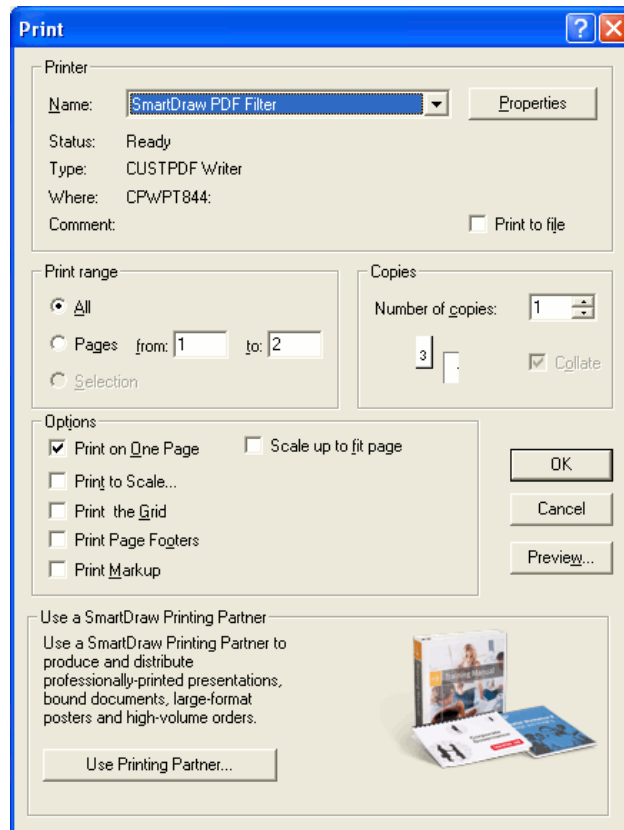 Print
Printer
Name: SmartDraw PDF Filter Properties
Status: Ready
Type: CUSTPDF Writer
Where: CPWPT844:
Comment: Print to file
Print range
All
Pages from: 1 to: 2
Selection
Copies
Number of copies: 1
3
Collate
Options
Print on One Page Scale up to fit page
Print to Scale...
Print the Grid
Print Page Footers
Print Markup
OK
Cancel
Preview...
Use a SmartDraw Printing Partner
Use a SmartDraw Printing Partner to
produce and distribute
professionally-printed presentations,
bound documents, large-format
posters and high-volume orders.
Use Printing Partner...
Training Manual